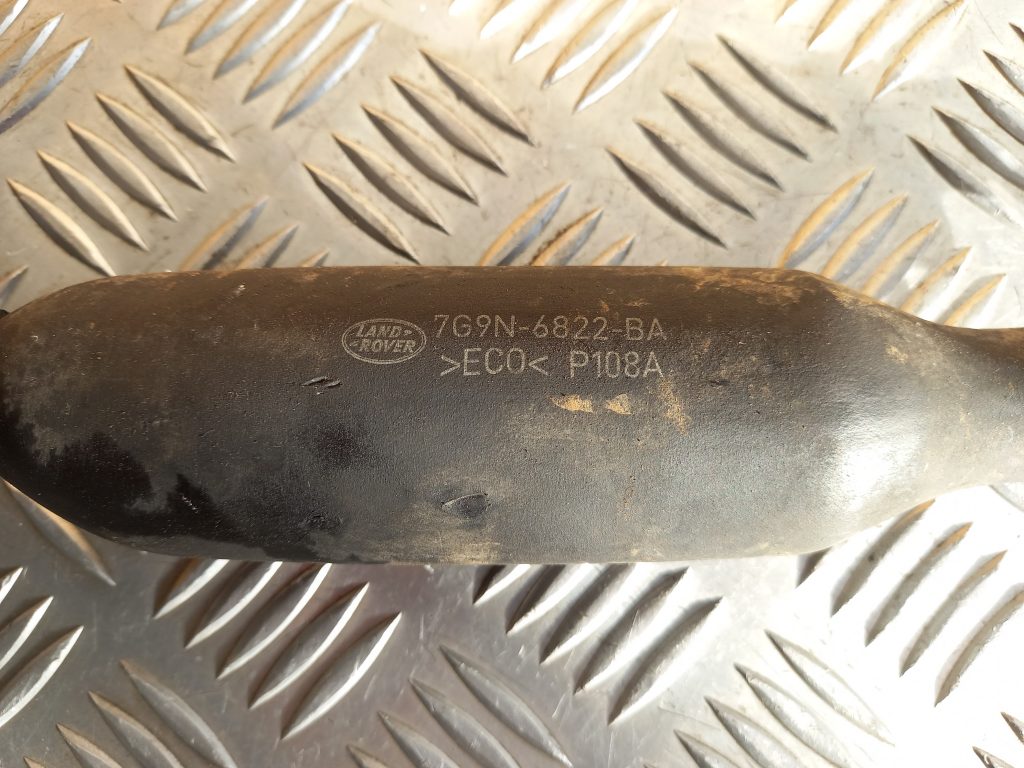 LAND-
-ROVER
7G9N-6822-BA
>ECO< P108A